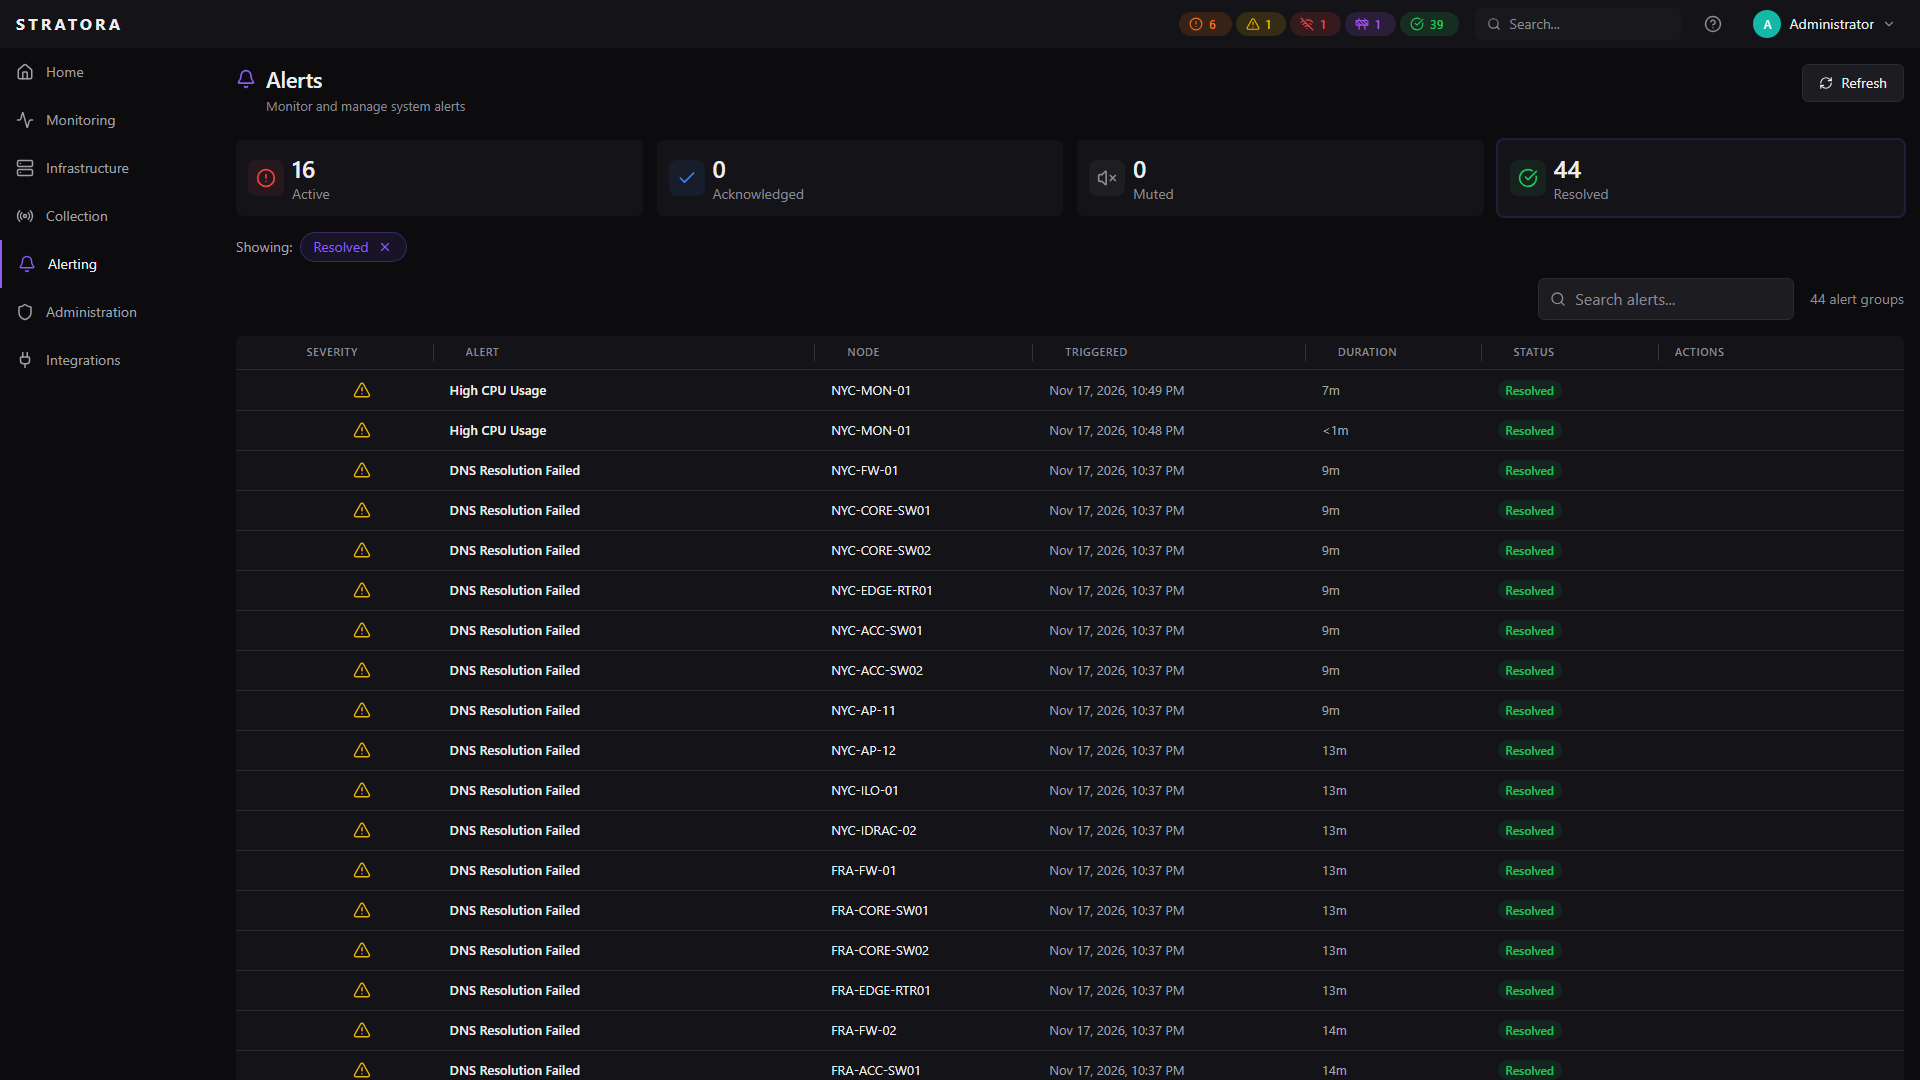 STRATORA
6
1
1
1
39
Search...
A
Administrator
Home
Monitoring
Infrastructure
Collection
Alerting
Administration
Integrations
Alerts
Monitor and manage system alerts
Refresh
16
Active
0
Acknowledged
0
Muted
44
Resolved
Showing: Resolved
Search alerts...
44 alert groups
SEVERITY ALERT NODE TRIGGERED DURATION STATUS ACTIONS
High CPU Usage NYC-MON-01 Nov 17, 2026, 10:49 PM 7m Resolved
High CPU Usage NYC-MON-01 Nov 17, 2026, 10:48 PM <1m Resolved
DNS Resolution Failed NYC-FW-01 Nov 17, 2026, 10:37 PM 9m Resolved
DNS Resolution Failed NYC-CORE-SW01 Nov 17, 2026, 10:37 PM 9m Resolved
DNS Resolution Failed NYC-CORE-SW02 Nov 17, 2026, 10:37 PM 9m Resolved
DNS Resolution Failed NYC-EDGE-RTR01 Nov 17, 2026, 10:37 PM 9m Resolved
DNS Resolution Failed NYC-ACC-SW01 Nov 17, 2026, 10:37 PM 9m Resolved
DNS Resolution Failed NYC-ACC-SW02 Nov 17, 2026, 10:37 PM 9m Resolved
DNS Resolution Failed NYC-AP-11 Nov 17, 2026, 10:37 PM 9m Resolved
DNS Resolution Failed NYC-AP-12 Nov 17, 2026, 10:37 PM 13m Resolved
DNS Resolution Failed NYC-ILO-01 Nov 17, 2026, 10:37 PM 13m Resolved
DNS Resolution Failed NYC-IDRAC-02 Nov 17, 2026, 10:37 PM 13m Resolved
DNS Resolution Failed FRA-FW-01 Nov 17, 2026, 10:37 PM 13m Resolved
DNS Resolution Failed FRA-CORE-SW01 Nov 17, 2026, 10:37 PM 13m Resolved
DNS Resolution Failed FRA-CORE-SW02 Nov 17, 2026, 10:37 PM 13m Resolved
DNS Resolution Failed FRA-EDGE-RTR01 Nov 17, 2026, 10:37 PM 13m Resolved
DNS Resolution Failed FRA-FW-02 Nov 17, 2026, 10:37 PM 14m Resolved
DNS Resolution Failed FRA-ACC-SW01 Nov 17, 2026, 10:37 PM 14m Resolved